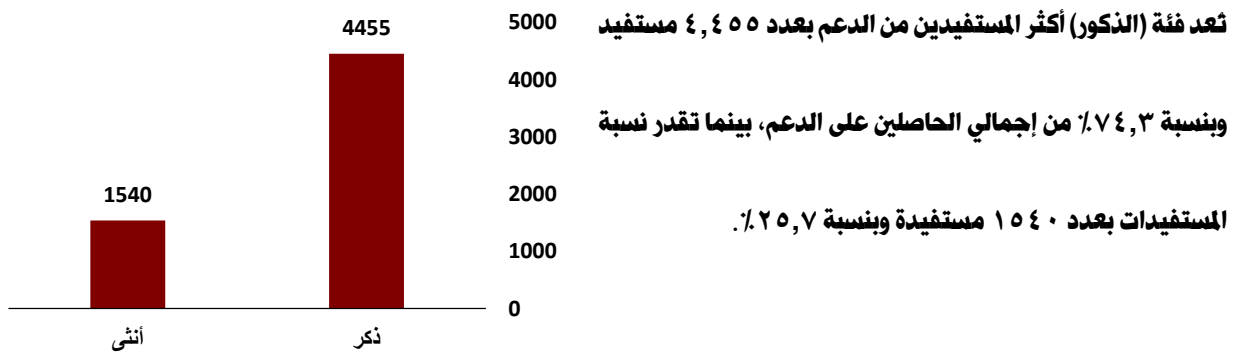 تُعد فئة (الذكور) أكثر المستفيدين من الدعم بعدد ٤,٤٥٥ مستفيد
وبنسبة ٧٤,٣٪ من إجمالي الحاصلين على الدعم، بينما تقدر نسبة
المستفيدات بعدد ١٥٤٠ مستفيدة وبنسبة ٢٥,٧٪.
5000
4000
3000
2000
1000
0
4455
1540
ذكر
أنثى